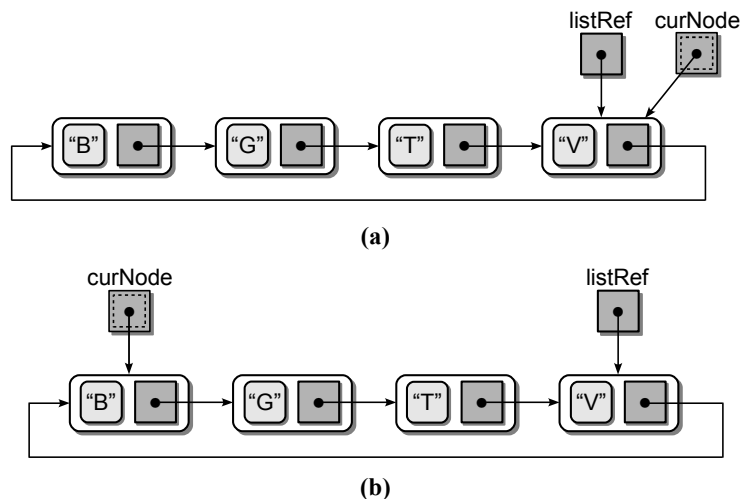 listRef curNode
“B” “G” “T” “V”
(a)
curNode listRef
“B” “G” “T” “V”
(b)